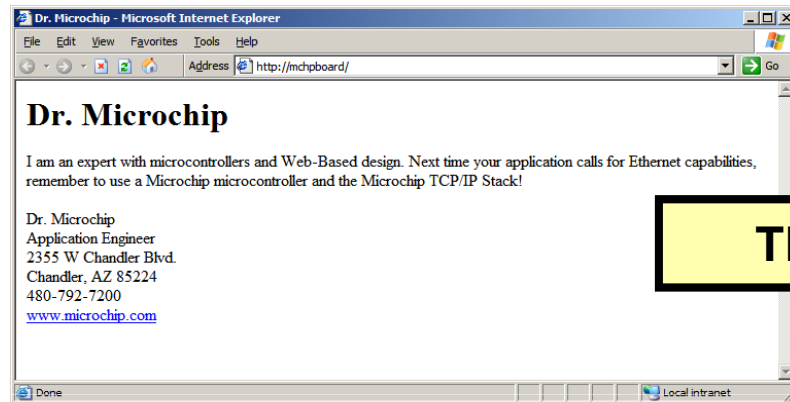 Dr. Microchip - Microsoft Internet Explorer
File Edit View Favorites Tools Help
Address http://mchpboard/ Go
Dr. Microchip
I am an expert with microcontrollers and Web-Based design. Next time your application calls for Ethernet capabilities,
remember to use a Microchip microcontroller and the Microchip TCP/IP Stack!
Dr. Microchip
Application Engineer
2355 W Chandler Blvd.
Chandler, AZ 85224
480-792-7200
www.microchip.com
Done Local intranet